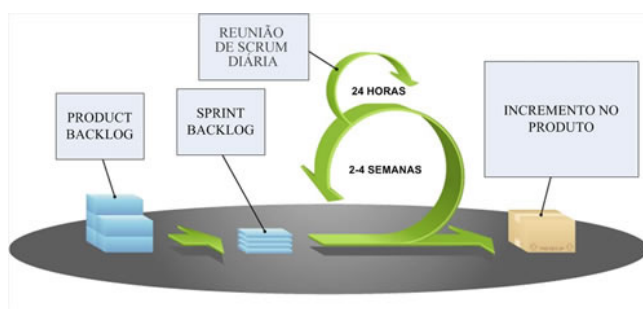 REUNIÃO
DE SCRUM
DIÁRIA
24 HORAS
PRODUCT
BACKLOG
SPRINT
BACKLOG
INCREMENTO NO
PRODUTO
2-4 SEMANAS